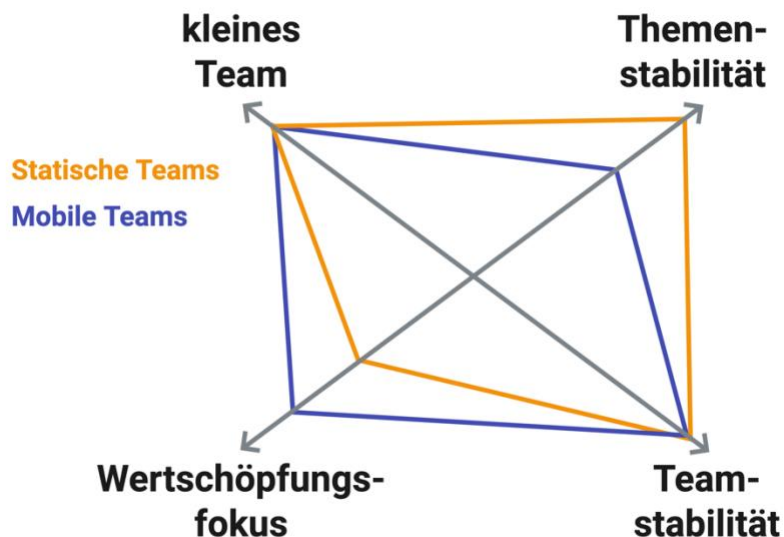 kleines
Team
Themen-
stabilität
Statische Teams
Mobile Teams
Wertschöpfungs-
fokus
Team-
stabilität